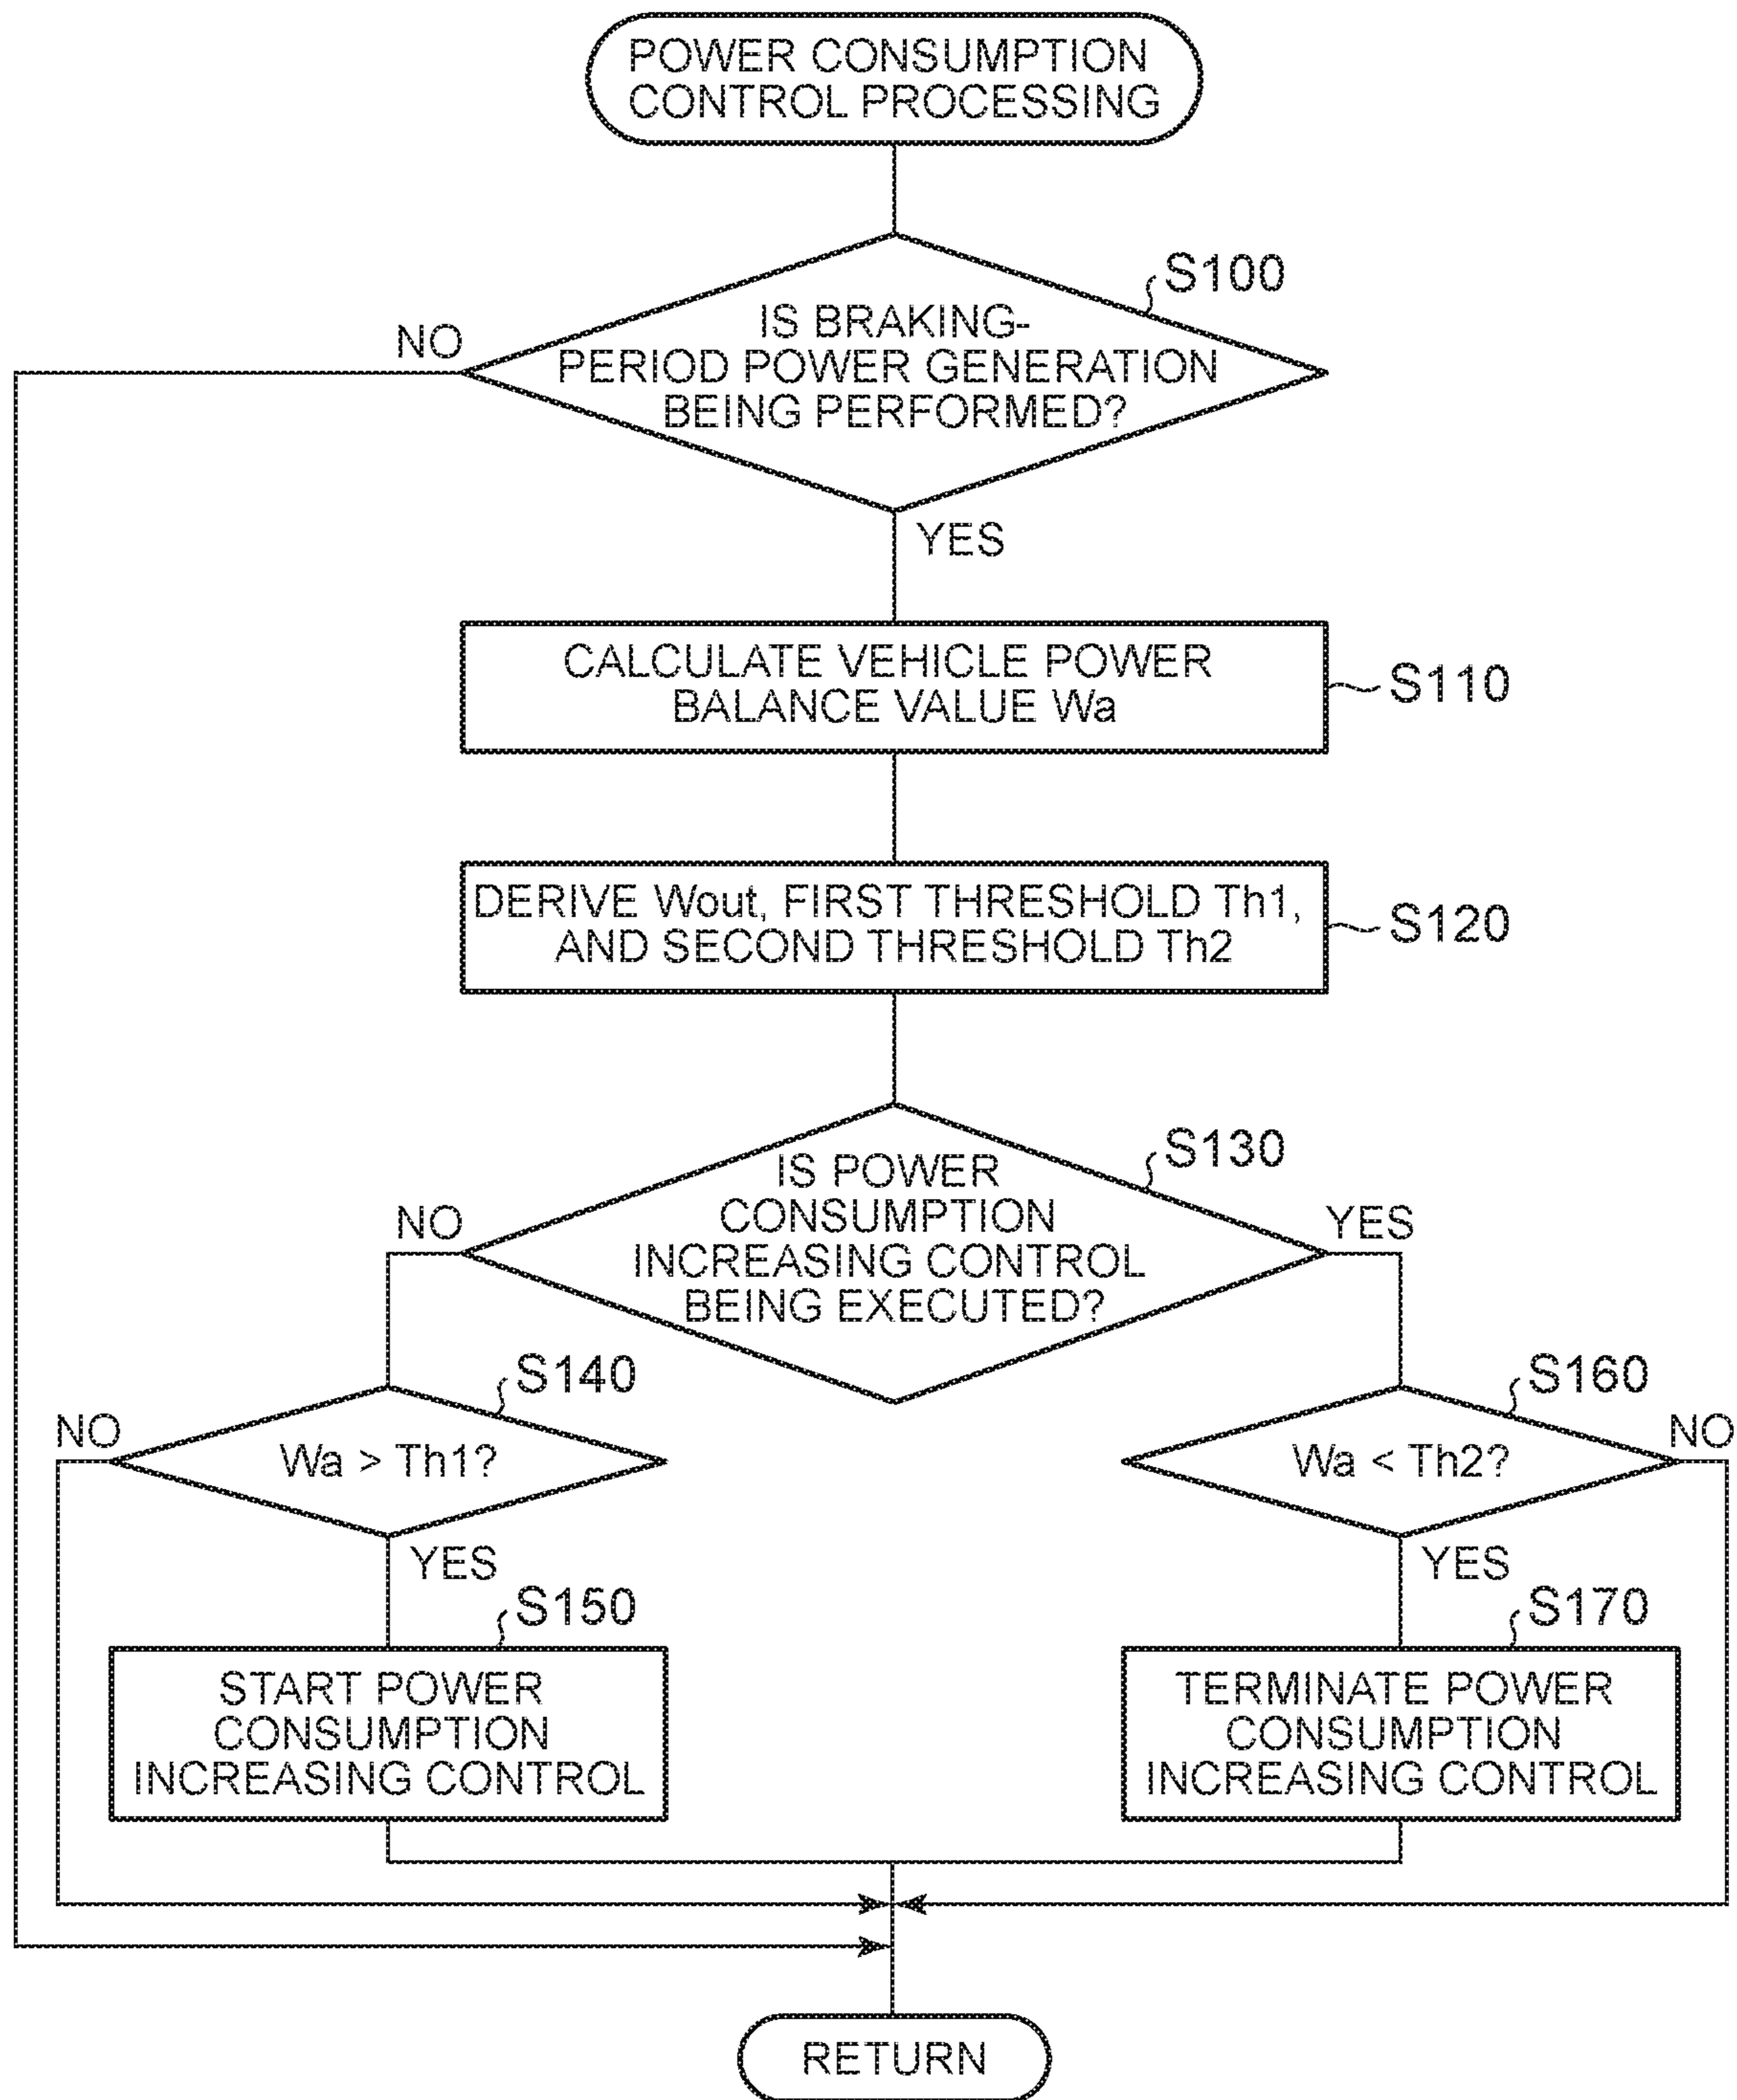 POWER CONSUMPTION
CONTROL PROCESSING
S100
NO
IS BRAKING-
PERIOD POWER GENERATION
BEING PERFORMED?
YES
CALCULATE VEHICLE POWER
BALANCE VALUE Wa
S110
DERIVE Wout, FIRST THRESHOLD Th1,
AND SECOND THRESHOLD Th2
S120
S130
NO
IS POWER
CONSUMPTION
INCREASING CONTROL
BEING EXECUTED?
YES
S140
NO
Wa > Th1?
YES
S150
START POWER
CONSUMPTION
INCREASING CONTROL
S160
Wa < Th2?
NO
YES
S170
TERMINATE POWER
CONSUMPTION
INCREASING CONTROL
RETURN